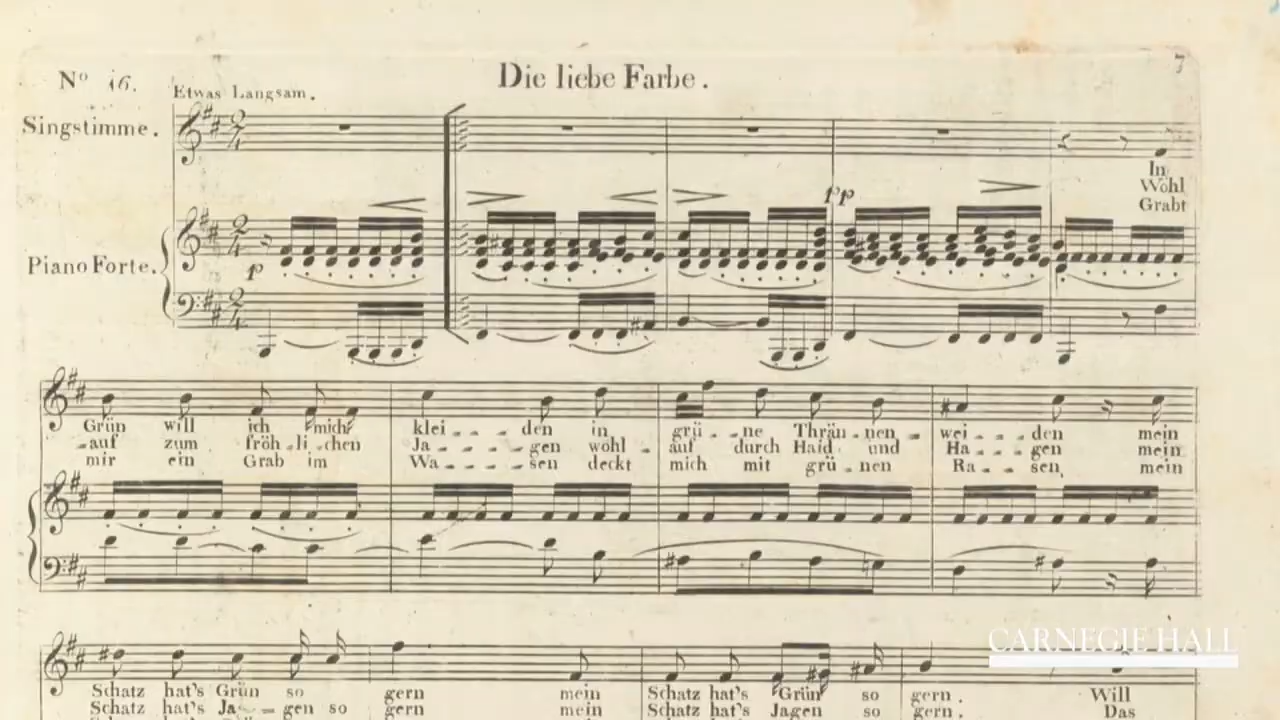 7
Die liebe Farbe.
Nº 16.
Etwas Langsam.
Singstimme.
In
Wohl
Grabt
pp
Piano Forte.
p
Grün will ich mich klei - - - den in grü - ne Thrän - nen - wei - - den mein
auf zum fröh - li - chen Ja - - - - gen wohl auf durch Haid und Ha - - gen mein
mir ein Grab im Wa - - - - sen deckt mich mit grü - nen Ra - - sen, mein
CARNEGIE HALL
Schatz hat's Grün so gern mein Schatz hat's Grün so gern. Will
Schatz hat's Ja - - gen so gern mein Schatz hat's Jagen so gern. Das